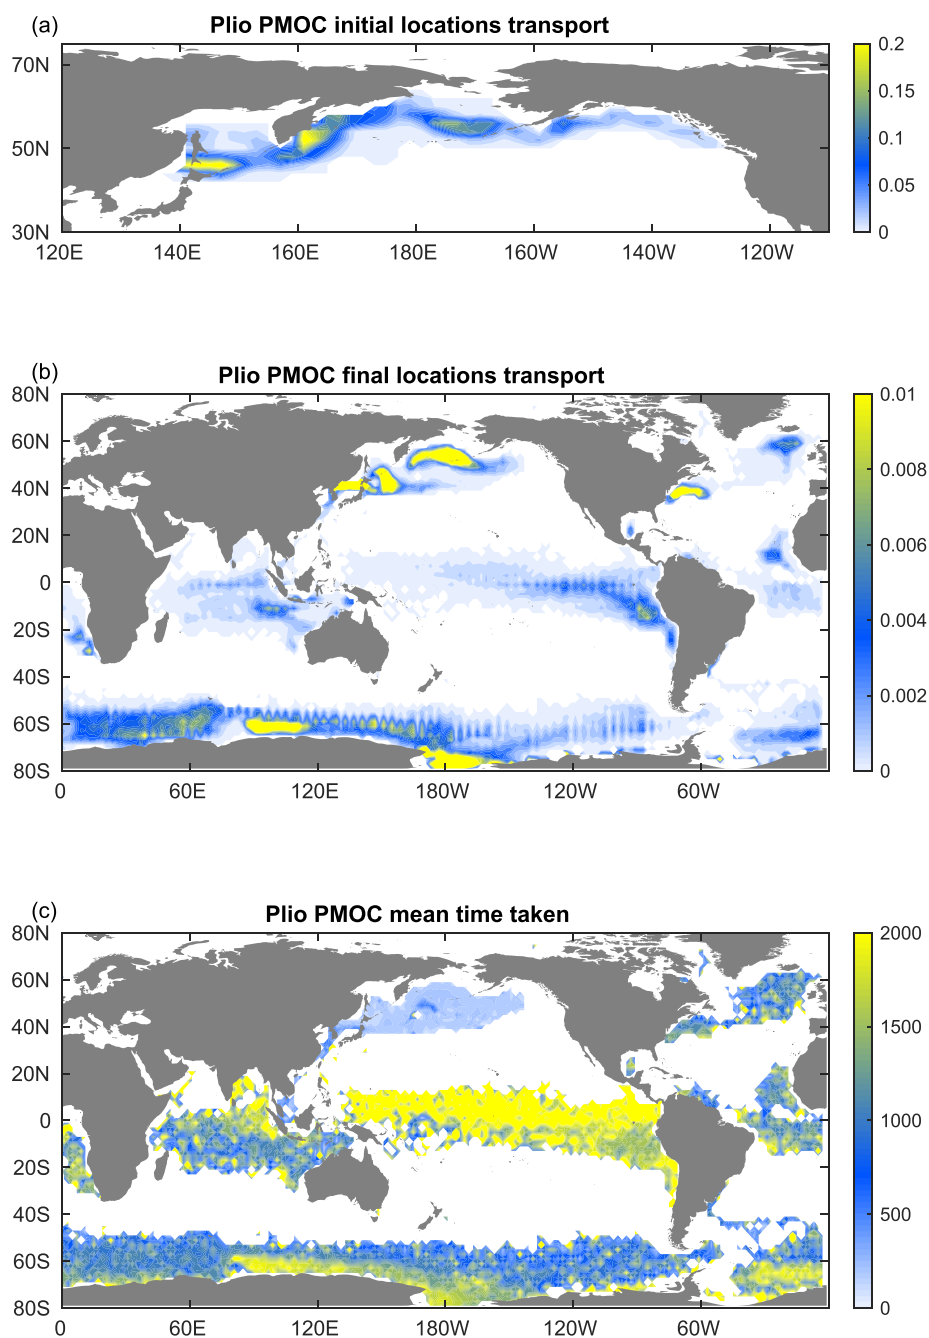 (a) Plio PMOC initial locations transport
70N
50N
30N
120E 140E 160E 180E 160W 140W 120W
0.2
0.15
0.1
0.05
0
(b) Plio PMOC final locations transport
80N
60N
40N
20N
0
20S
40S
60S
80S
0 60E 120E 180W 120W 60W
0.01
0.008
0.006
0.004
0.002
0
(c) Plio PMOC mean time taken
80N
60N
40N
20N
0
20S
40S
60S
80S
0 60E 120E 180W 120W 60W
2000
1500
1000
500
0